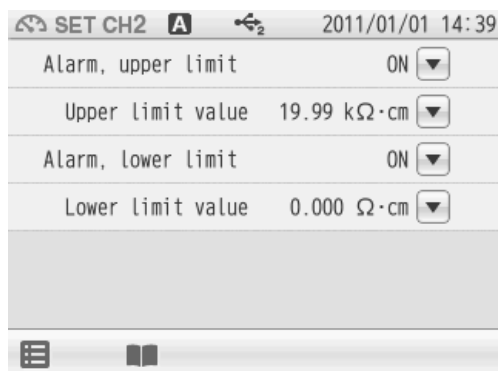 SET CH2 A 2 2011/01/01 14:39
Alarm, upper limit ON
Upper limit value 19.99 kΩ·cm
Alarm, lower limit ON
Lower limit value 0.000 Ω·cm